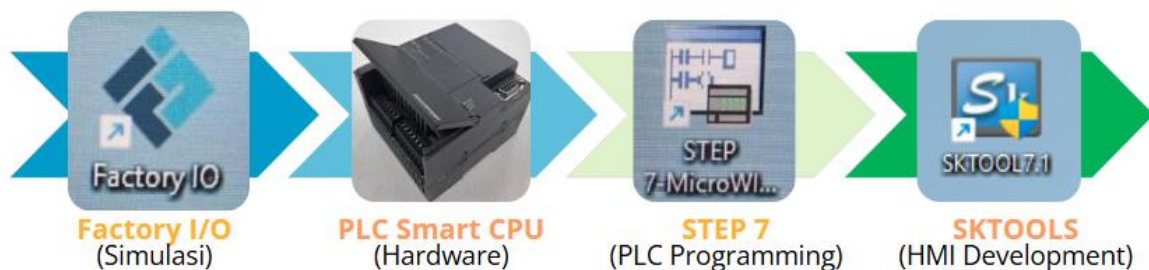 Factory IO
STEP
7-MicroWI...
SKTOOL7.1
Factory I/O
(Simulasi)
PLC Smart CPU
(Hardware)
STEP 7
(PLC Programming)
SKTOOLS
(HMI Development)